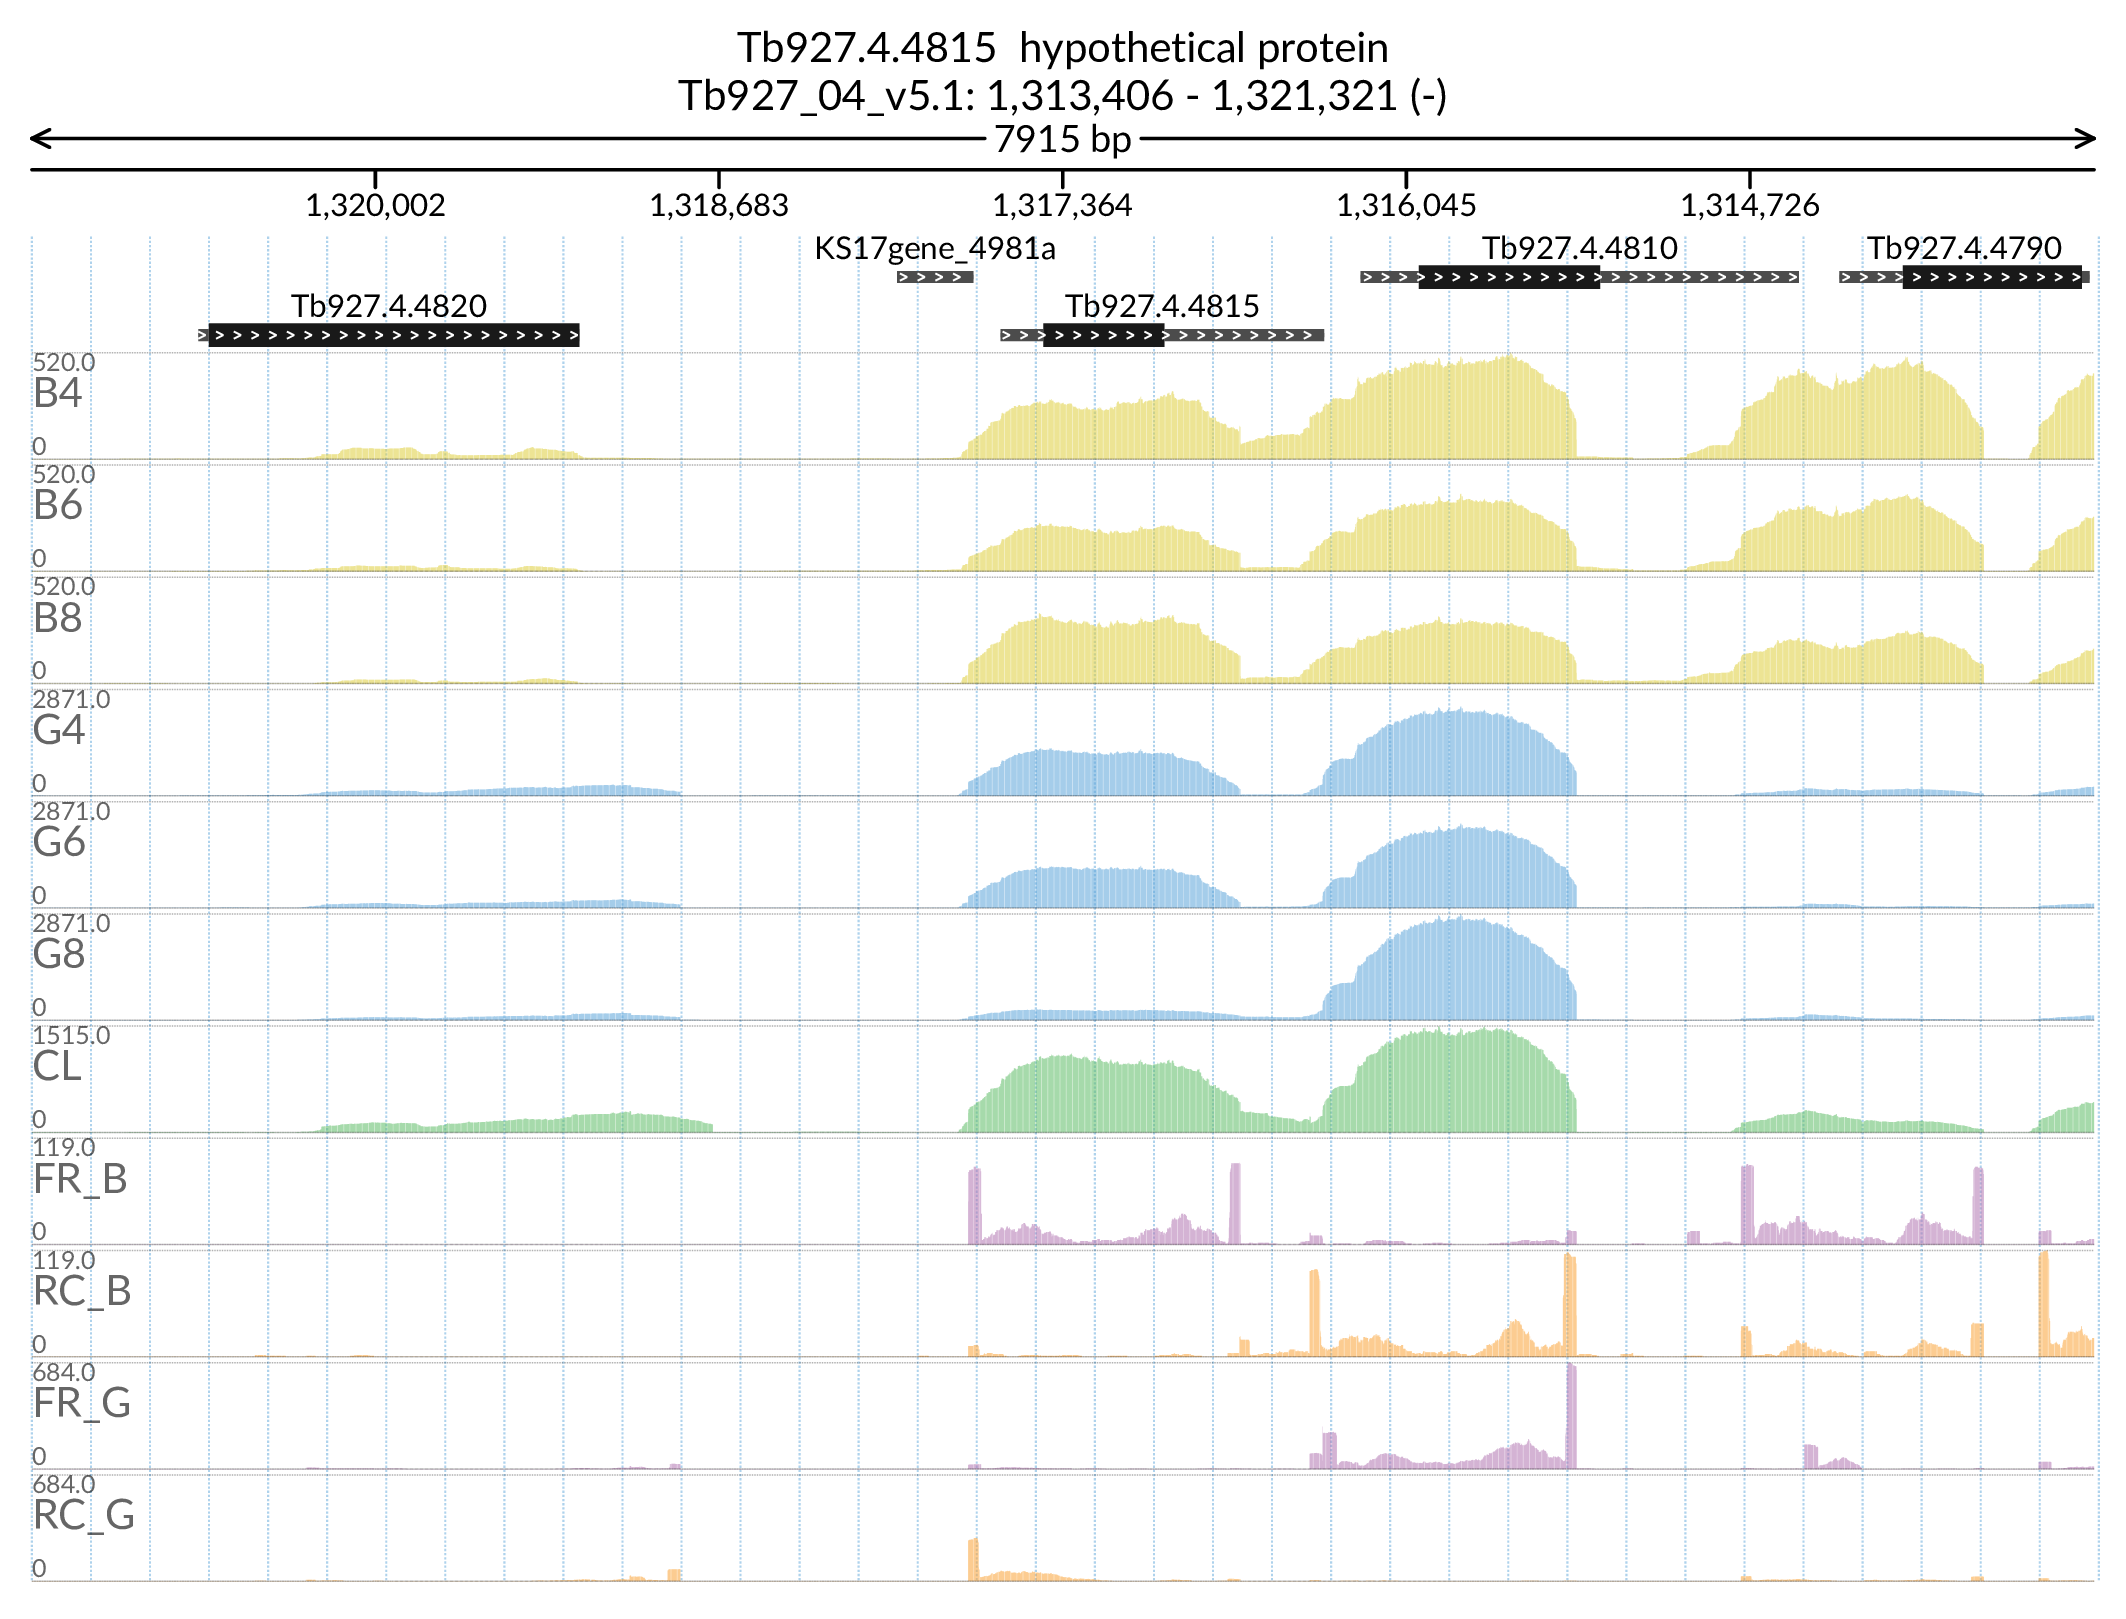 Tb927.4.4815 hypothetical protein
Tb927_04_v5.1: 1,313,406 - 1,321,321 (-)
7915 bp
1,320,002 1,318,683 1,317,364 1,316,045 1,314,726
KS17gene_4981a Tb927.4.4810 Tb927.4.4790
Tb927.4.4820 Tb927.4.4815
520.0
B4
0
520.0
B6
0
520.0
B8
0
2871.0
G4
0
2871.0
G6
0
2871.0
G8
0
1515.0
CL
0
119.0
FR_B
0
119.0
RC_B
0
684.0
FR_G
0
684.0
RC_G
0